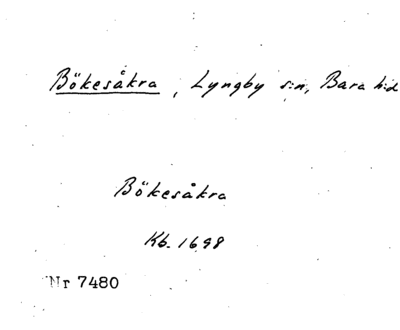 Bökesåkra, Lyngby s:n, Bara h:d
Bökesåkra
Kb. 1698
Nr 7480